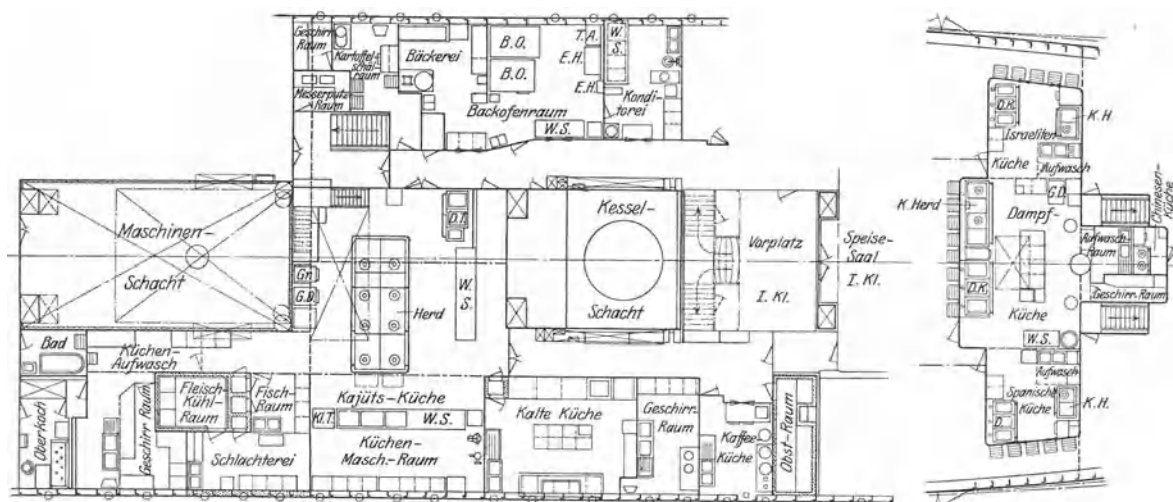 Geschirr-
Raum
Kartoffel-
schäl-
raum
Messerputz-
Raum
Bäckerei
B.O.
B.O.
Backofenraum
T.A.
E.H.
E.H.
W.S.
W.
S.
Kondi-
torei
Maschinen-
Schacht
Gn
G.D.
D.T.
W.
S.
Herd
Kessel-
Schacht
Vorplatz
I. Kl.
Speise-
Saal
I. Kl.
Bad
Küchen-
Aufwasch
Oberkoch
Geschirr Raum
Fleisch-
Kühl-
Raum
Fisch-
Raum
Schlachterei
Kajüts-Küche
Kl.T.
W.S.
Küchen-
Masch.-Raum
Kalte Küche
Geschirr-
Raum
Kaffee-
Küche
Obst-Raum
D.K.
K.H.
Israeliten-
Küche
Aufwasch
G.D.
K.Herd
Dampf-
Küche
D.K.
W.S.
Chinesen-
Küche
Aufwasch-
Raum
Geschirr-Raum
Aufwasch
Spanische
Küche
K.H.
D.